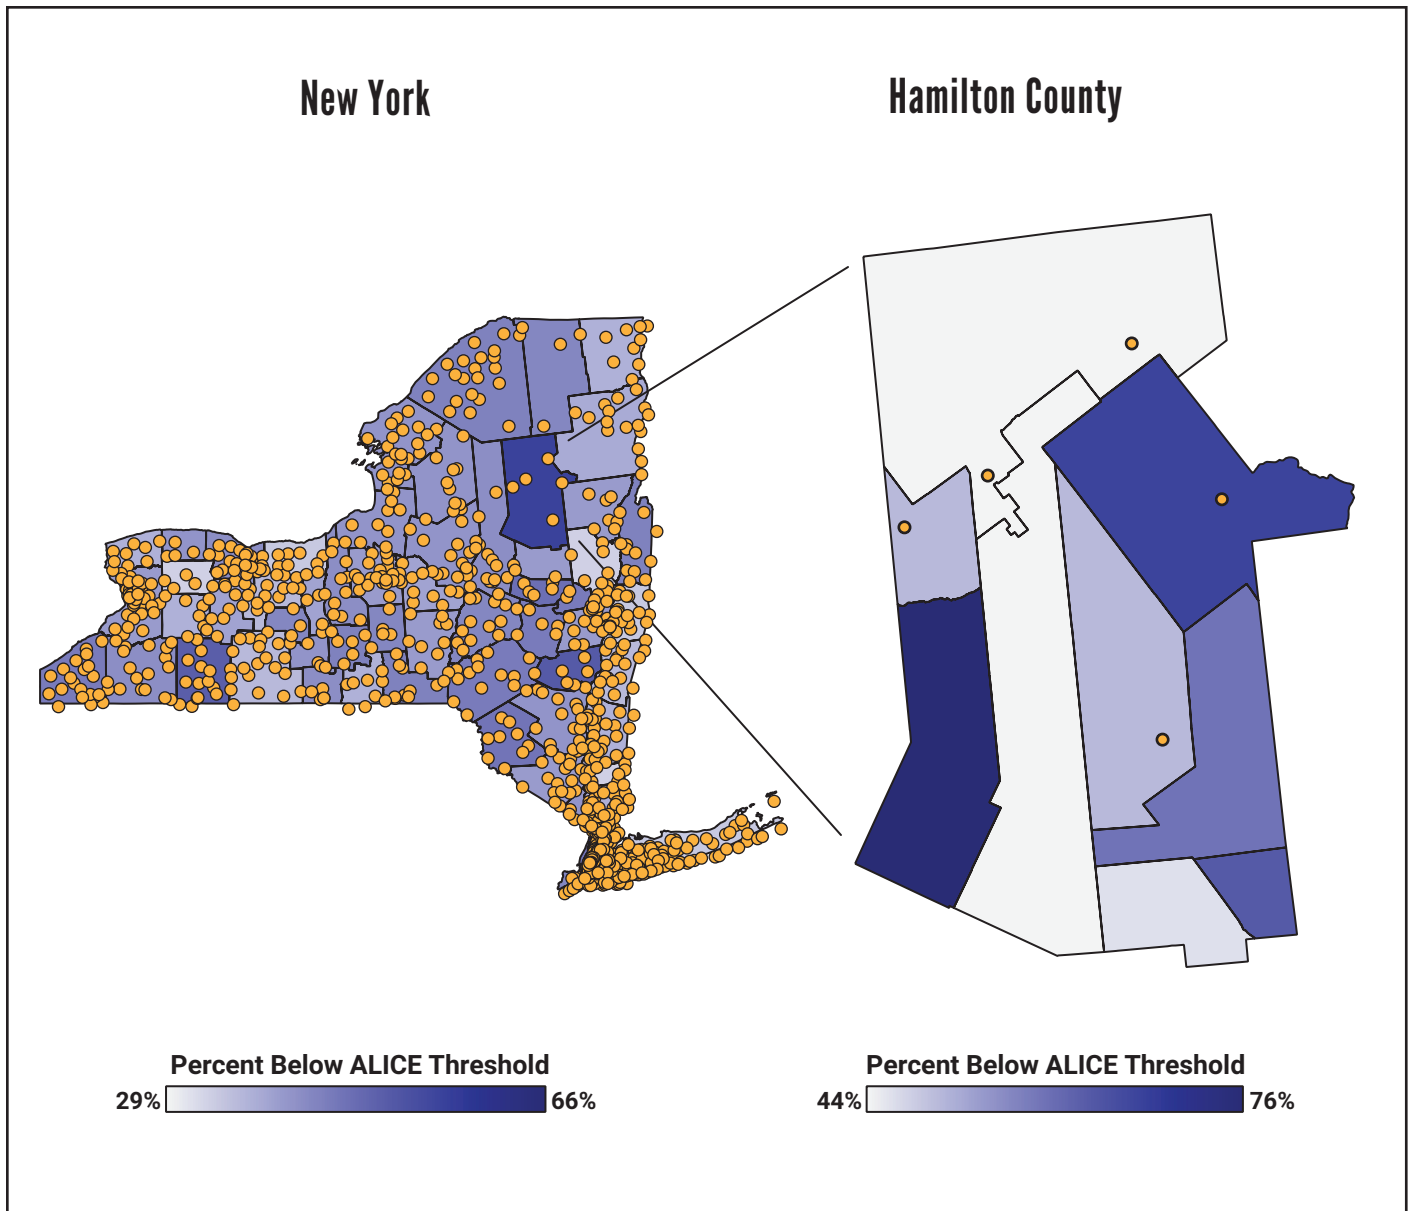 New York
Hamilton County
Percent Below ALICE Threshold
29% 66%
Percent Below ALICE Threshold
44% 76%